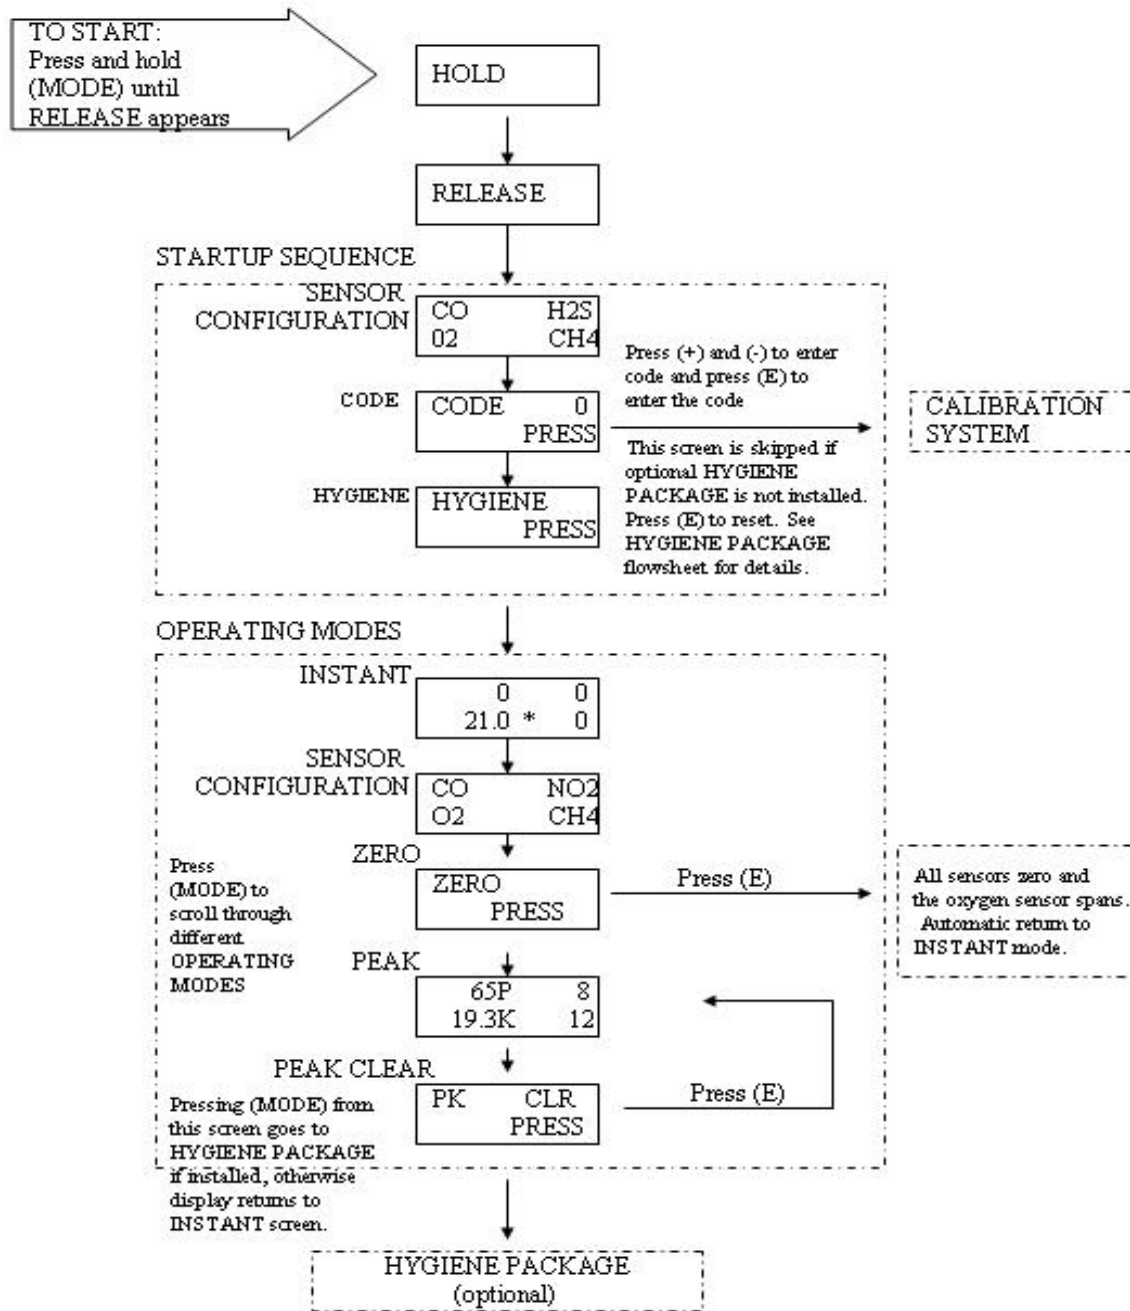 TO START:
Press and hold
(MODE) until
RELEASE appears
HOLD
RELEASE
STARTUP SEQUENCE
SENSOR
CONFIGURATION
CO H2S
02 CH4
Press (+) and (-) to enter
code and press (E) to
enter the code
CODE
CODE 0
PRESS
CALIBRATION
SYSTEM
This screen is skipped if
optional HYGIENE
PACKAGE is not installed.
Press (E) to reset. See
HYGIENE PACKAGE
flowsheet for details.
HYGIENE
HYGIENE
PRESS
OPERATING MODES
INSTANT
0 0
21.0 * 0
SENSOR
CONFIGURATION
CO NO2
O2 CH4
ZERO
ZERO
PRESS
Press (E)
All sensors zero and
the oxygen sensor spans.
Automatic return to
INSTANT mode.
Press
(MODE) to
scroll through
different
OPERATING
MODES
PEAK
65P 8
19.3K 12
PEAK CLEAR
PK CLR
PRESS
Press (E)
Pressing (MODE) from
this screen goes to
HYGIENE PACKAGE
if installed, otherwise
display returns to
INSTANT screen.
HYGIENE PACKAGE
(optional)